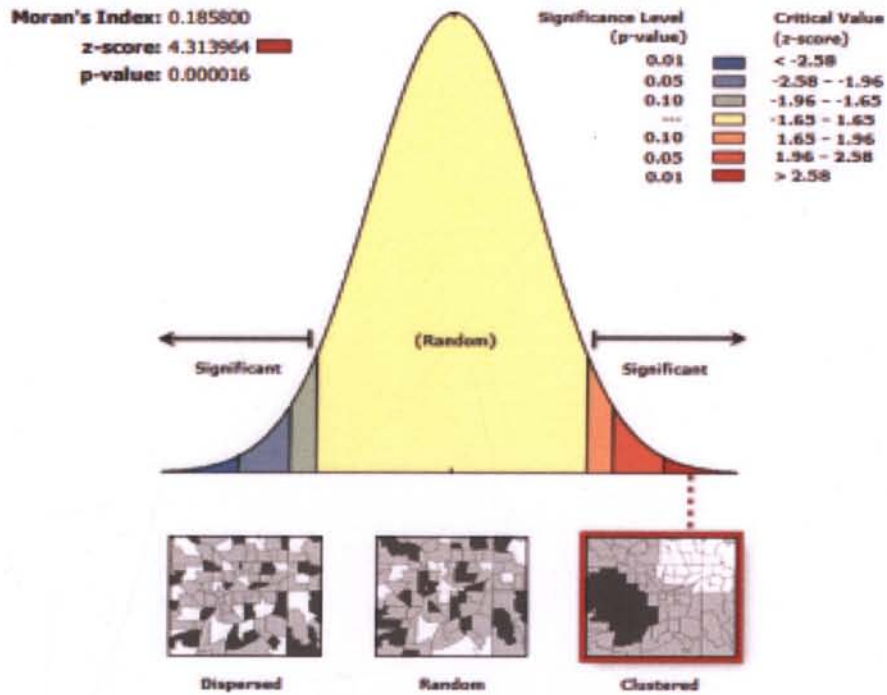 Moran's Index: 0.185800
z-score: 4.313964
p-value: 0.000016
Significance Level (p-value)
Critical Value (z-score)
0.01 < -2.58
0.05 -2.58 - -1.96
0.10 -1.96 - -1.65
--- -1.65 - 1.65
0.10 1.65 - 1.96
0.05 1.96 - 2.58
0.01 > 2.58
Significant
(Random)
Significant
Dispersed
Random
Clustered